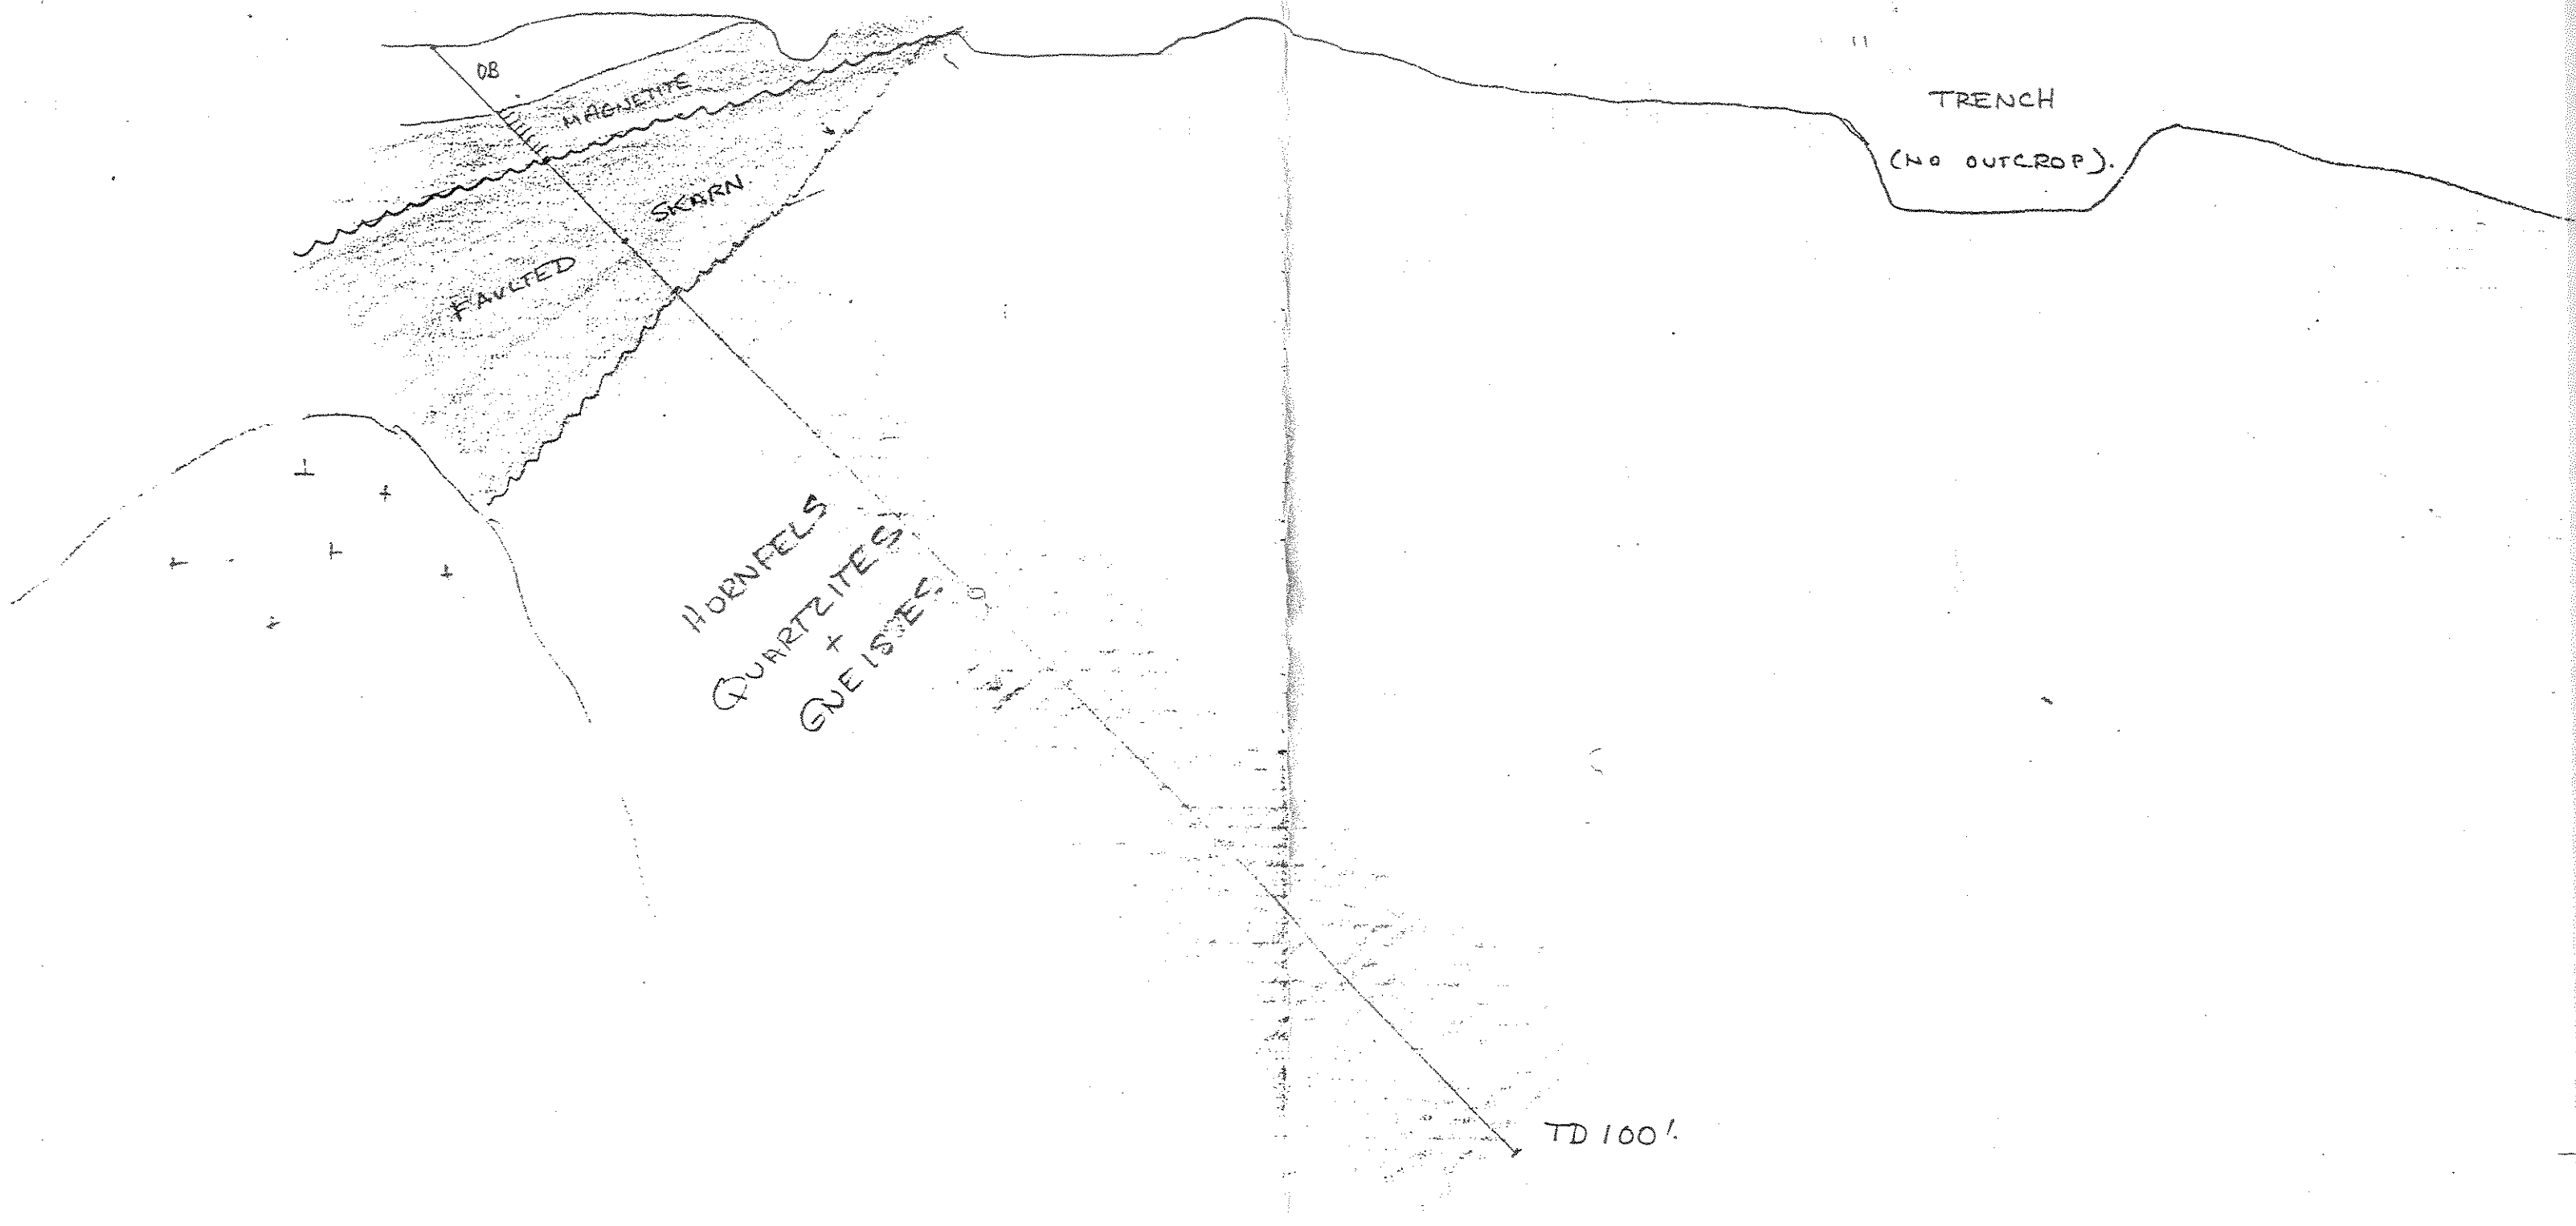 OB
MAGNETITE
TRENCH
(NO OUTCROP).
SKARN.
FAULTED
HORNFELS
QUARTZITES
+
GNEISSES.
TD 100'.